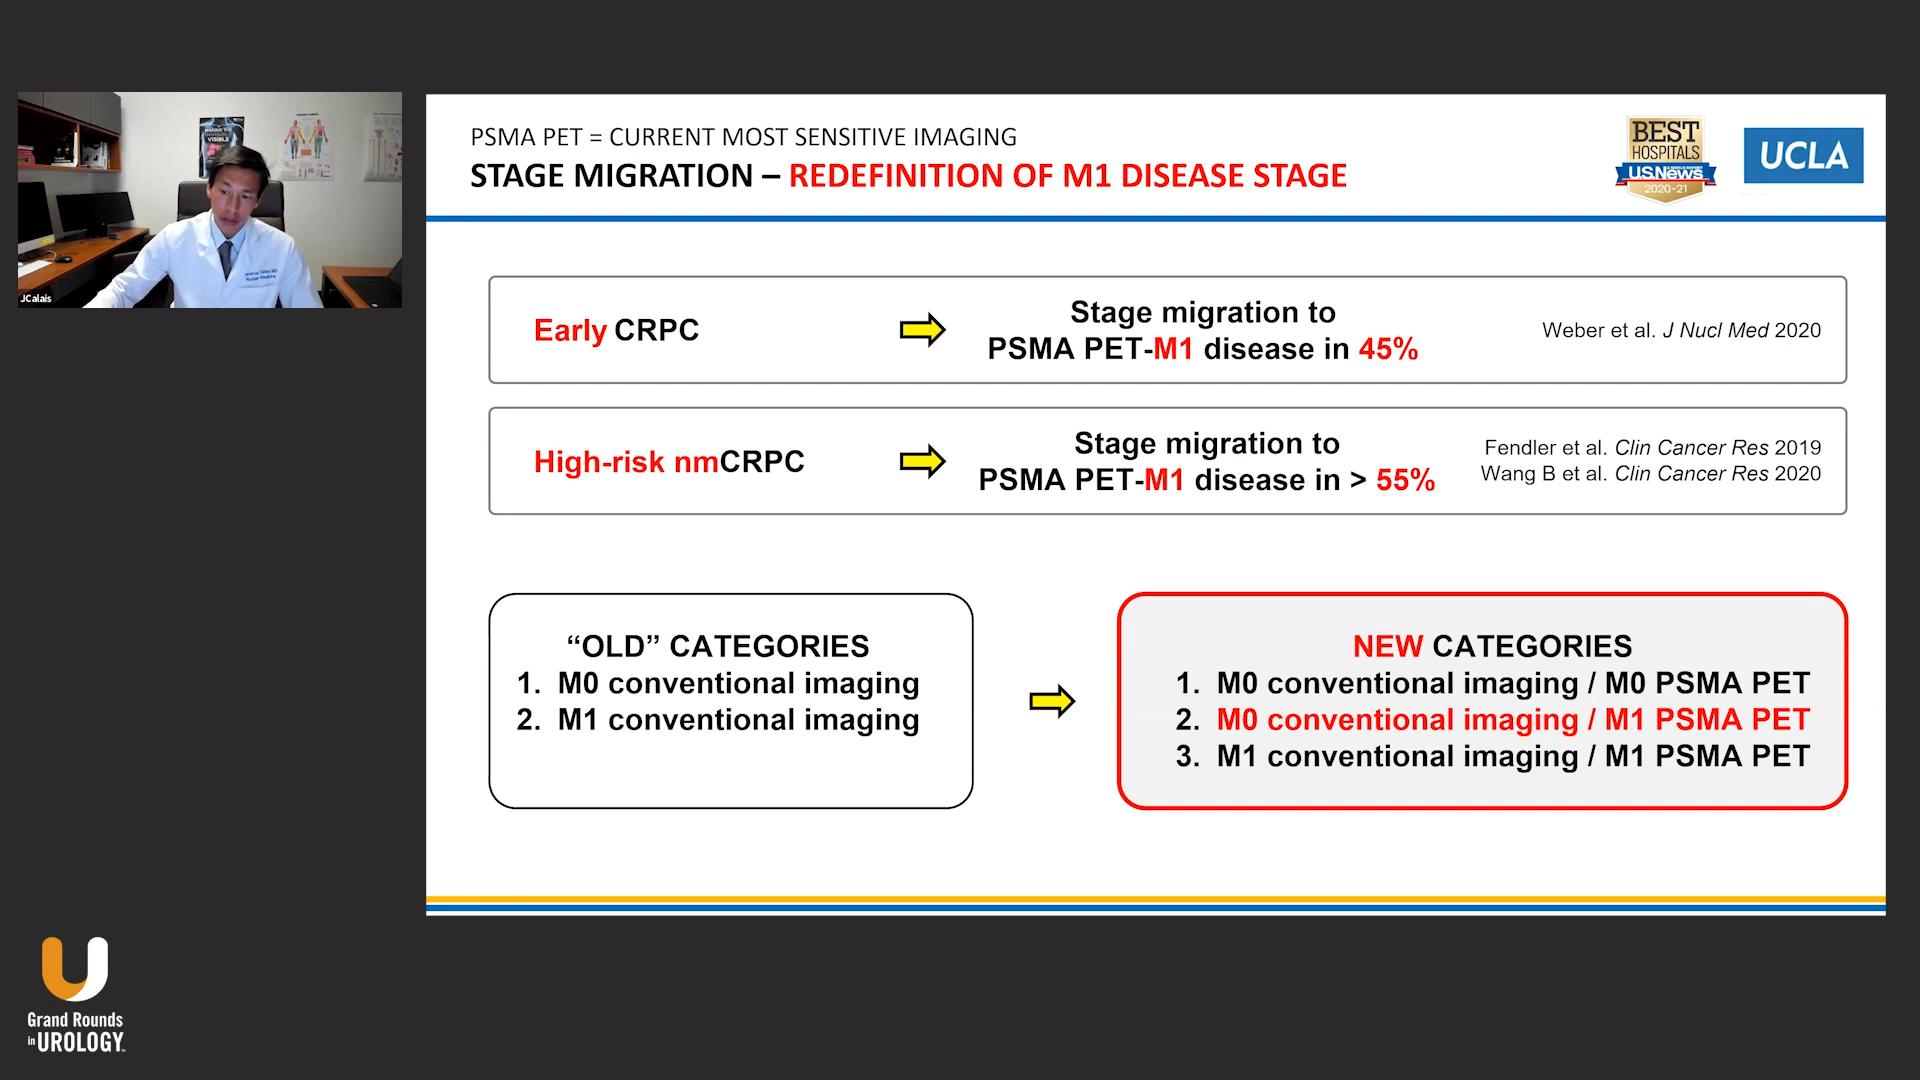 MAKING THE
INVISIBLE
VISIBLE
JCalais
PSMA PET = CURRENT MOST SENSITIVE IMAGING
STAGE MIGRATION – REDEFINITION OF M1 DISEASE STAGE
BEST
HOSPITALS
U.S.News
2020-21
UCLA
Early CRPC
Stage migration to
PSMA PET-M1 disease in 45%
Weber et al. J Nucl Med 2020
High-risk nmCRPC
Stage migration to
PSMA PET-M1 disease in > 55%
Fendler et al. Clin Cancer Res 2019
Wang B et al. Clin Cancer Res 2020
“OLD” CATEGORIES
1. M0 conventional imaging
2. M1 conventional imaging
NEW CATEGORIES
1. M0 conventional imaging / M0 PSMA PET
2. M0 conventional imaging / M1 PSMA PET
3. M1 conventional imaging / M1 PSMA PET
Grand Rounds
in UROLOGY